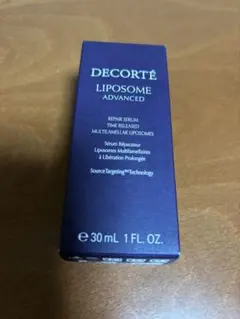 DECORTÉ
LIPOSOME
ADVANCED
REPAIR SERUM
TIME RELEASED
MULTILAMELLAR LIPOSOMES
Sérum Réparateur
Liposomes Multilamellaires
à Libération Prolongée
SourceTargeting™Technology
℮ 30 mL 1 FL. OZ.